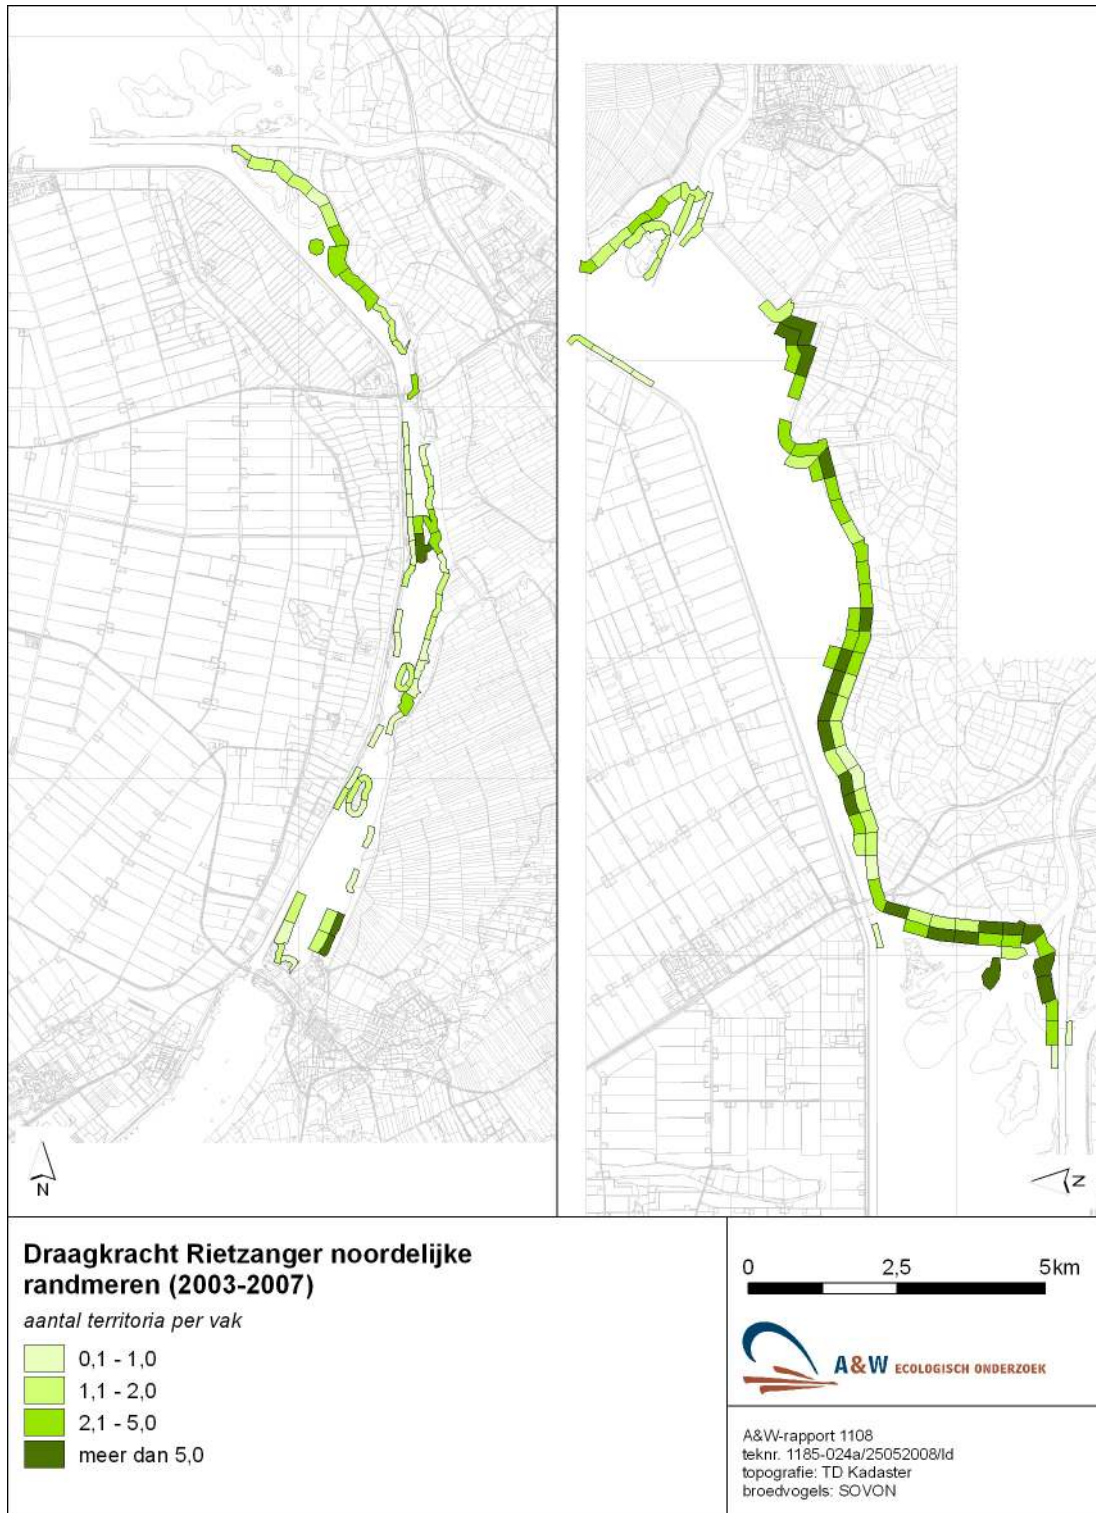 N
N
Draagkracht Rietzanger noordelijke
randmeren (2003-2007)
aantal territoria per vak
0,1 - 1,0
1,1 - 2,0
2,1 - 5,0
meer dan 5,0
0 2,5 5km
A&W ECOLOGISCH ONDERZOEK
A&W-rapport 1108
teknr. 1185-024a/25052008/ld
topografie: TD Kadaster
broedvogels: SOVON